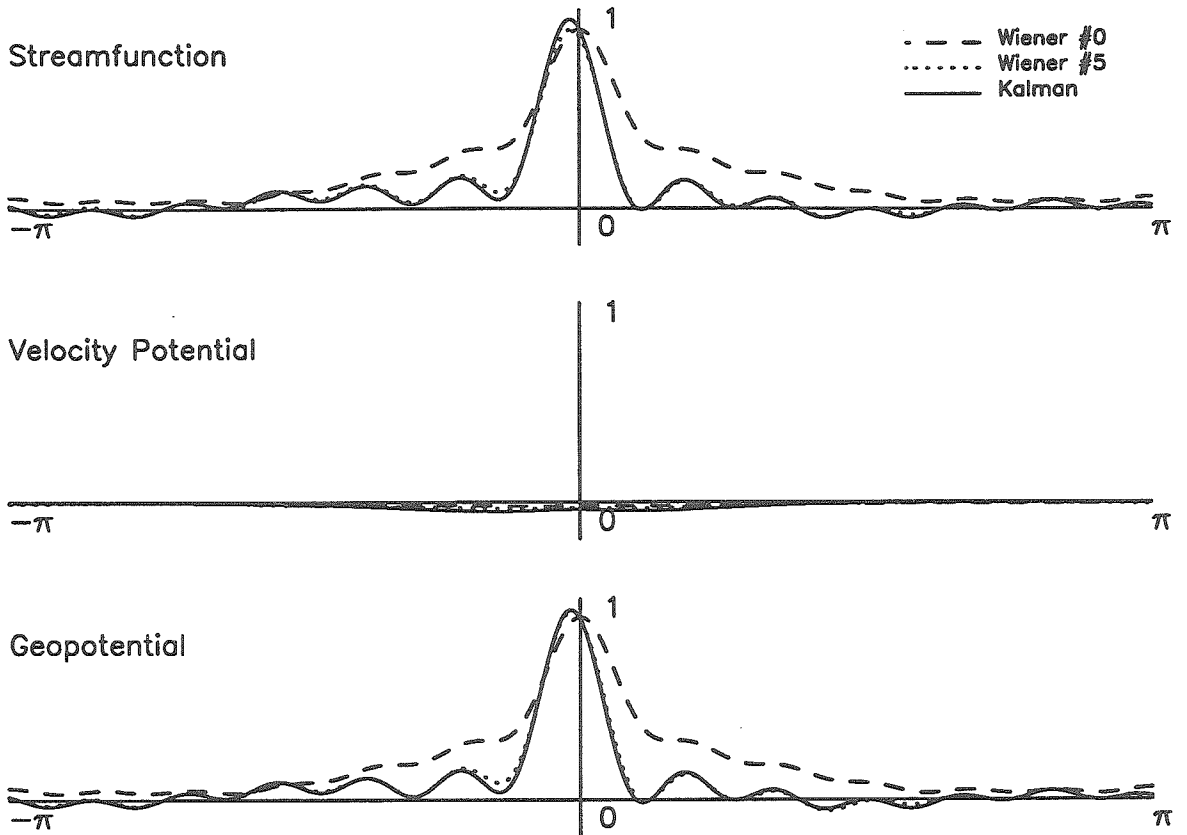 1
Streamfunction
Wiener #0
Wiener #5
Kalman
−π
0
π
1
Velocity Potential
−π
0
π
1
Geopotential
−π
0
π